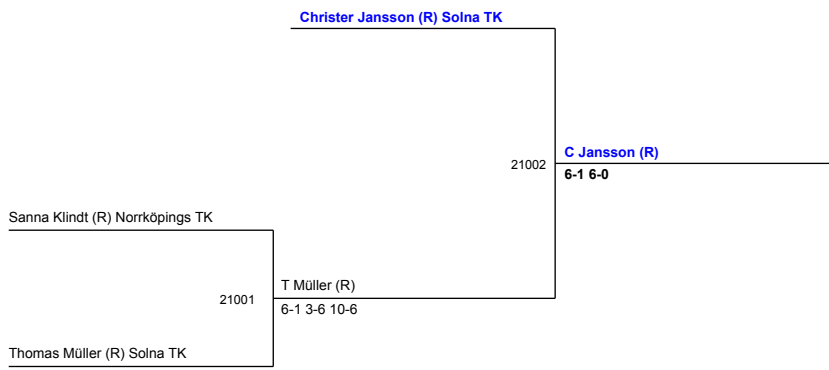 Christer Jansson (R) Solna TK
21002
C Jansson (R)
6-1 6-0
Sanna Klindt (R) Norrköpings TK
21001
T Müller (R)
6-1 3-6 10-6
Thomas Müller (R) Solna TK